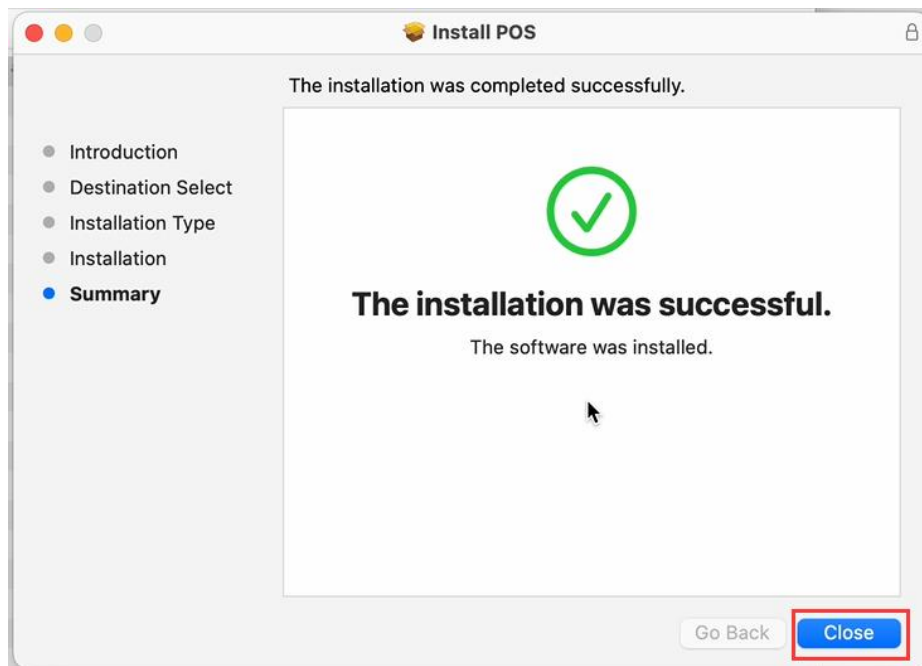 Install POS
The installation was completed successfully.
Introduction
Destination Select
Installation Type
Installation
Summary
The installation was successful.
The software was installed.
Go Back
Close